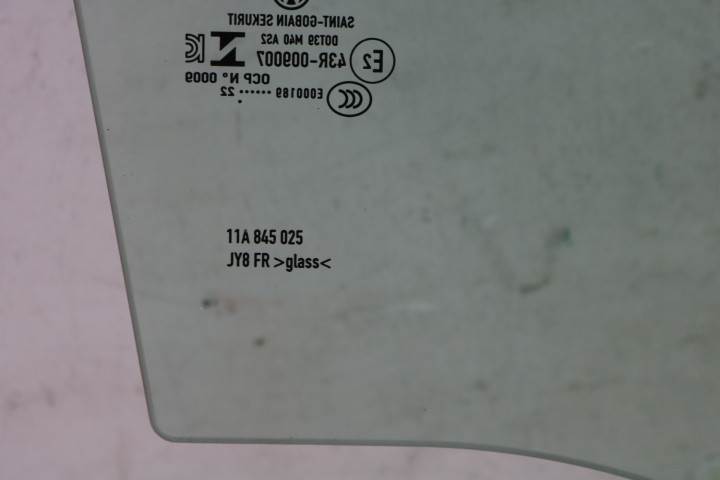 SAINT-GOBAIN SEKURIT
DOT39 M40 AS2
43R-009007 E2
OCP N° 0009
E000189 ······ 22
11A 845 025
JY8 FR >glass<